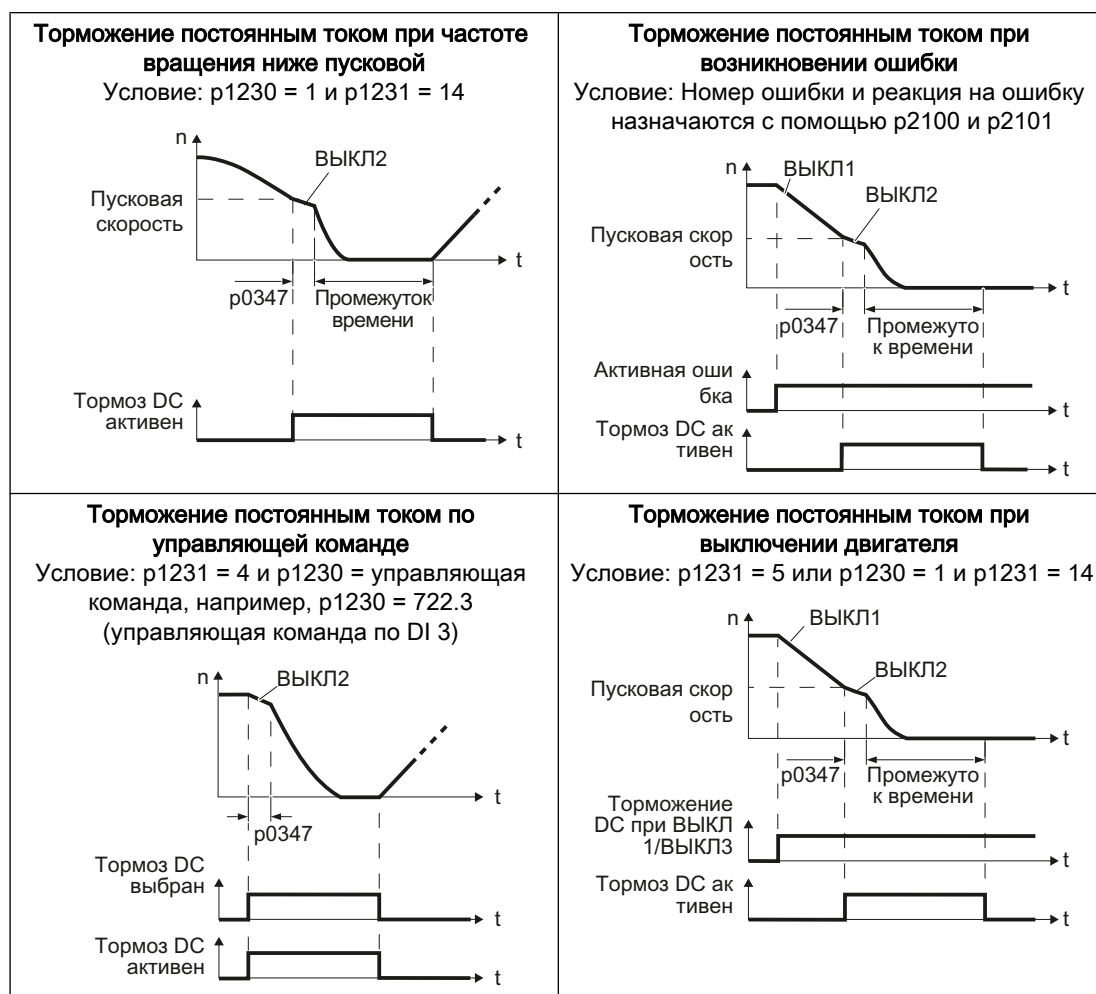 Торможение постоянным током при частоте
вращения ниже пусковой
Условие: p1230 = 1 и p1231 = 14
n
ВЫКЛ2
Пусковая
скорость
t
p0347
Промежуток
времени
Тормоз DC
активен
t
Торможение постоянным током при
возникновении ошибки
Условие: Номер ошибки и реакция на ошибку
назначаются с помощью p2100 и p2101
n
ВЫКЛ1
ВЫКЛ2
Пусковая скор
ость
t
p0347
Промежуто
к времени
Активная оши
бка
t
Тормоз DC ак
тивен
t
Торможение постоянным током по
управляющей команде
Условие: p1231 = 4 и p1230 = управляющая
команда, например, p1230 = 722.3
(управляющая команда по DI 3)
n
ВЫКЛ2
t
p0347
Тормоз DC
выбран
t
Тормоз DC
активен
t
Торможение постоянным током при
выключении двигателя
Условие: p1231 = 5 или p1230 = 1 и p1231 = 14
n
ВЫКЛ1
ВЫКЛ2
Пусковая скор
ость
t
p0347
Промежуто
к времени
Торможение
DC при ВЫКЛ
1/ВЫКЛ3
t
Тормоз DC ак
тивен
t